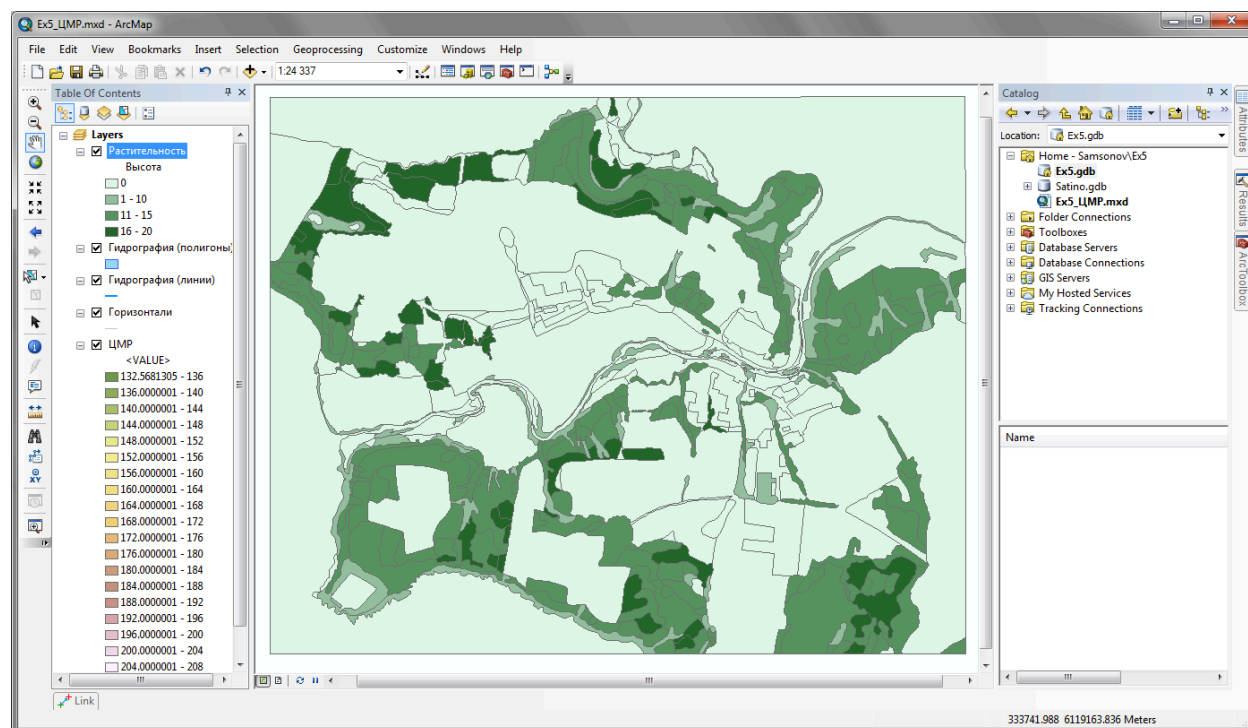 Ex5_ЦМР.mxd - ArcMap
File Edit View Bookmarks Insert Selection Geoprocessing Customize Windows Help
1:24 337
Table Of Contents
Layers
Растительность
Высота
0
1 - 10
11 - 15
16 - 20
Гидрография (полигоны)
Гидрография (линии)
Горизонтали
ЦМР
<VALUE>
132.5681305 - 136
136.0000001 - 140
140.0000001 - 144
144.0000001 - 148
148.0000001 - 152
152.0000001 - 156
156.0000001 - 160
160.0000001 - 164
164.0000001 - 168
168.0000001 - 172
172.0000001 - 176
176.0000001 - 180
180.0000001 - 184
184.0000001 - 188
188.0000001 - 192
192.0000001 - 196
196.0000001 - 200
200.0000001 - 204
204.0000001 - 208
Link
XY
Catalog
Location: Ex5.gdb
Home - Samsonov\Ex5
Ex5.gdb
Satino.gdb
Ex5_ЦМР.mxd
Folder Connections
Toolboxes
Database Servers
Database Connections
GIS Servers
My Hosted Services
Tracking Connections
Name
Attributes
Results
ArcToolbox
333741.988 6119163.836 Meters